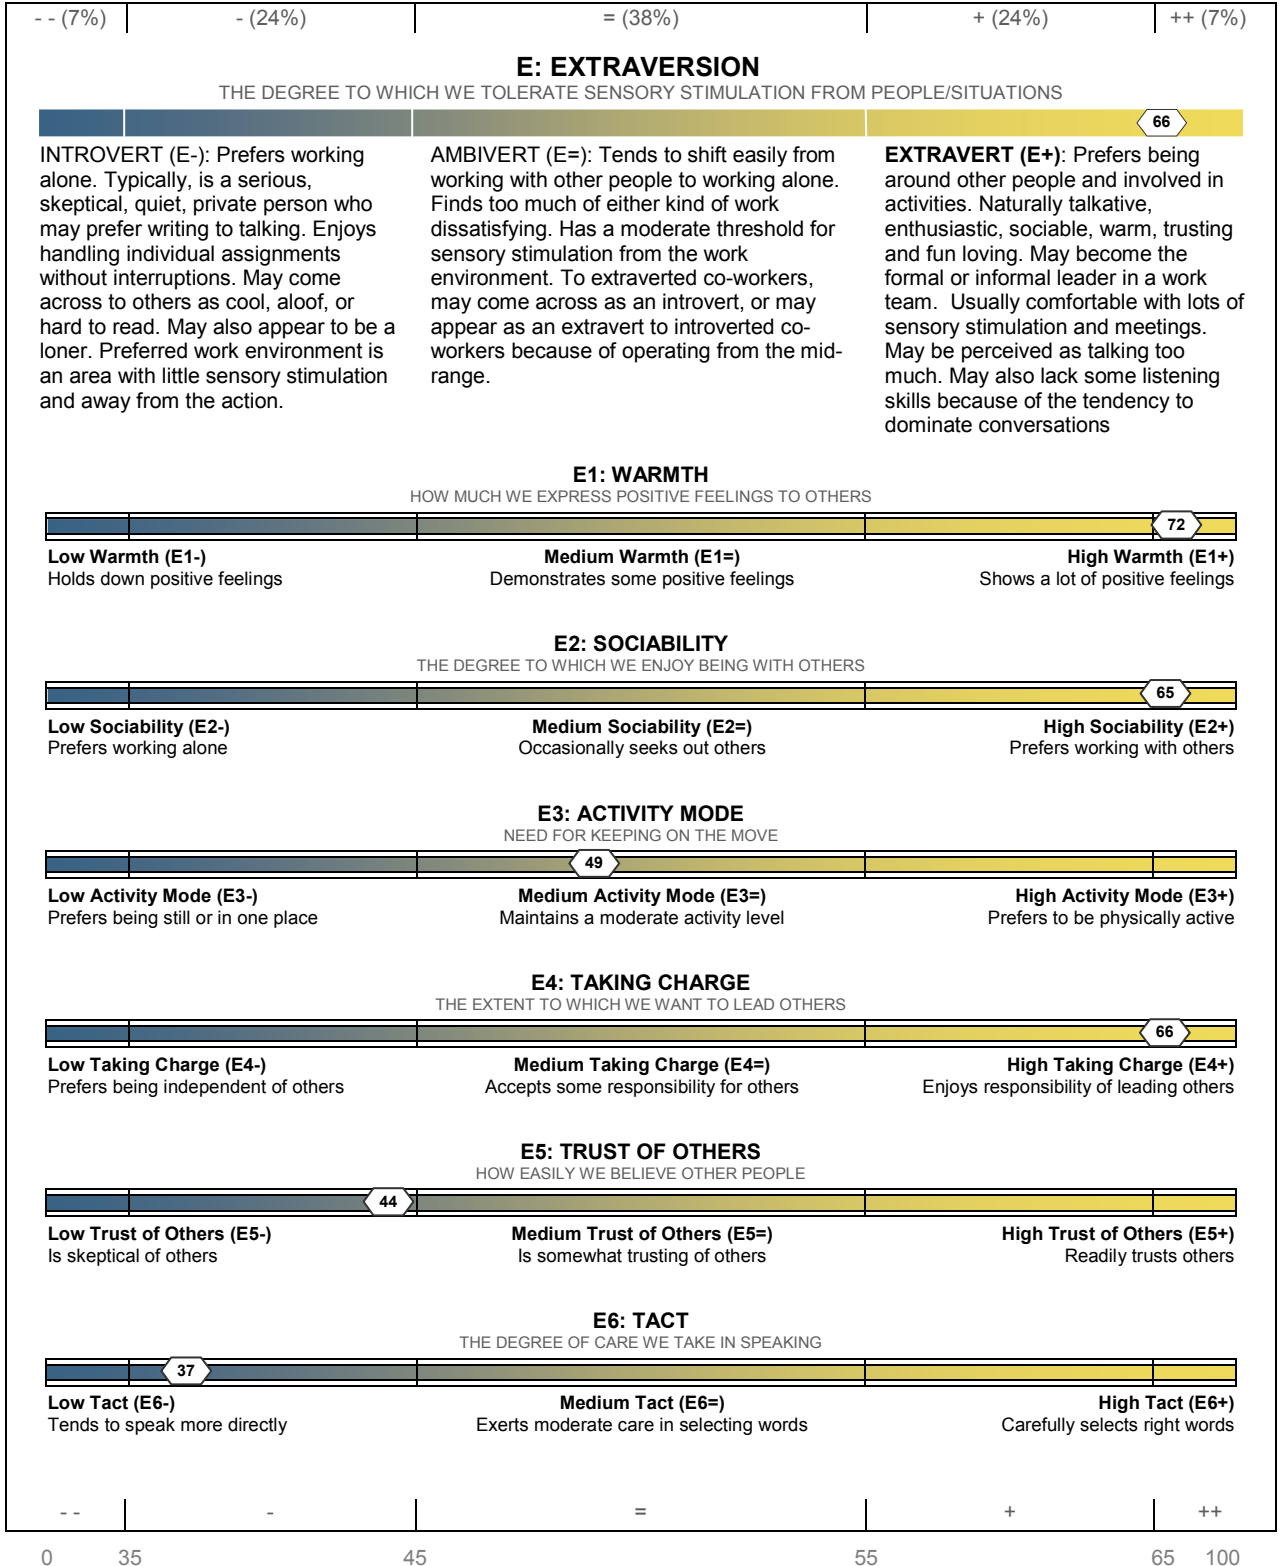 - - (7%) - (24%) = (38%) + (24%) ++ (7%)
E: EXTRAVERSION
THE DEGREE TO WHICH WE TOLERATE SENSORY STIMULATION FROM PEOPLE/SITUATIONS
66
INTROVERT (E-): Prefers working
alone. Typically, is a serious,
skeptical, quiet, private person who
may prefer writing to talking. Enjoys
handling individual assignments
without interruptions. May come
across to others as cool, aloof, or
hard to read. May also appear to be a
loner. Preferred work environment is
an area with little sensory stimulation
and away from the action.
AMBIVERT (E=): Tends to shift easily from
working with other people to working alone.
Finds too much of either kind of work
dissatisfying. Has a moderate threshold for
sensory stimulation from the work
environment. To extraverted co-workers,
may come across as an introvert, or may
appear as an extravert to introverted co-
workers because of operating from the mid-
range.
EXTRAVERT (E+): Prefers being
around other people and involved in
activities. Naturally talkative,
enthusiastic, sociable, warm, trusting
and fun loving. May become the
formal or informal leader in a work
team. Usually comfortable with lots of
sensory stimulation and meetings.
May be perceived as talking too
much. May also lack some listening
skills because of the tendency to
dominate conversations
E1: WARMTH
HOW MUCH WE EXPRESS POSITIVE FEELINGS TO OTHERS
72
Low Warmth (E1-) Medium Warmth (E1=) High Warmth (E1+)
Holds down positive feelings Demonstrates some positive feelings Shows a lot of positive feelings
E2: SOCIABILITY
THE DEGREE TO WHICH WE ENJOY BEING WITH OTHERS
65
Low Sociability (E2-) Medium Sociability (E2=) High Sociability (E2+)
Prefers working alone Occasionally seeks out others Prefers working with others
E3: ACTIVITY MODE
NEED FOR KEEPING ON THE MOVE
49
Low Activity Mode (E3-) Medium Activity Mode (E3=) High Activity Mode (E3+)
Prefers being still or in one place Maintains a moderate activity level Prefers to be physically active
E4: TAKING CHARGE
THE EXTENT TO WHICH WE WANT TO LEAD OTHERS
66
Low Taking Charge (E4-) Medium Taking Charge (E4=) High Taking Charge (E4+)
Prefers being independent of others Accepts some responsibility for others Enjoys responsibility of leading others
E5: TRUST OF OTHERS
HOW EASILY WE BELIEVE OTHER PEOPLE
44
Low Trust of Others (E5-) Medium Trust of Others (E5=) High Trust of Others (E5+)
Is skeptical of others Is somewhat trusting of others Readily trusts others
E6: TACT
THE DEGREE OF CARE WE TAKE IN SPEAKING
37
Low Tact (E6-) Medium Tact (E6=) High Tact (E6+)
Tends to speak more directly Exerts moderate care in selecting words Carefully selects right words
- - - = + ++
0 35 45 55 65 100